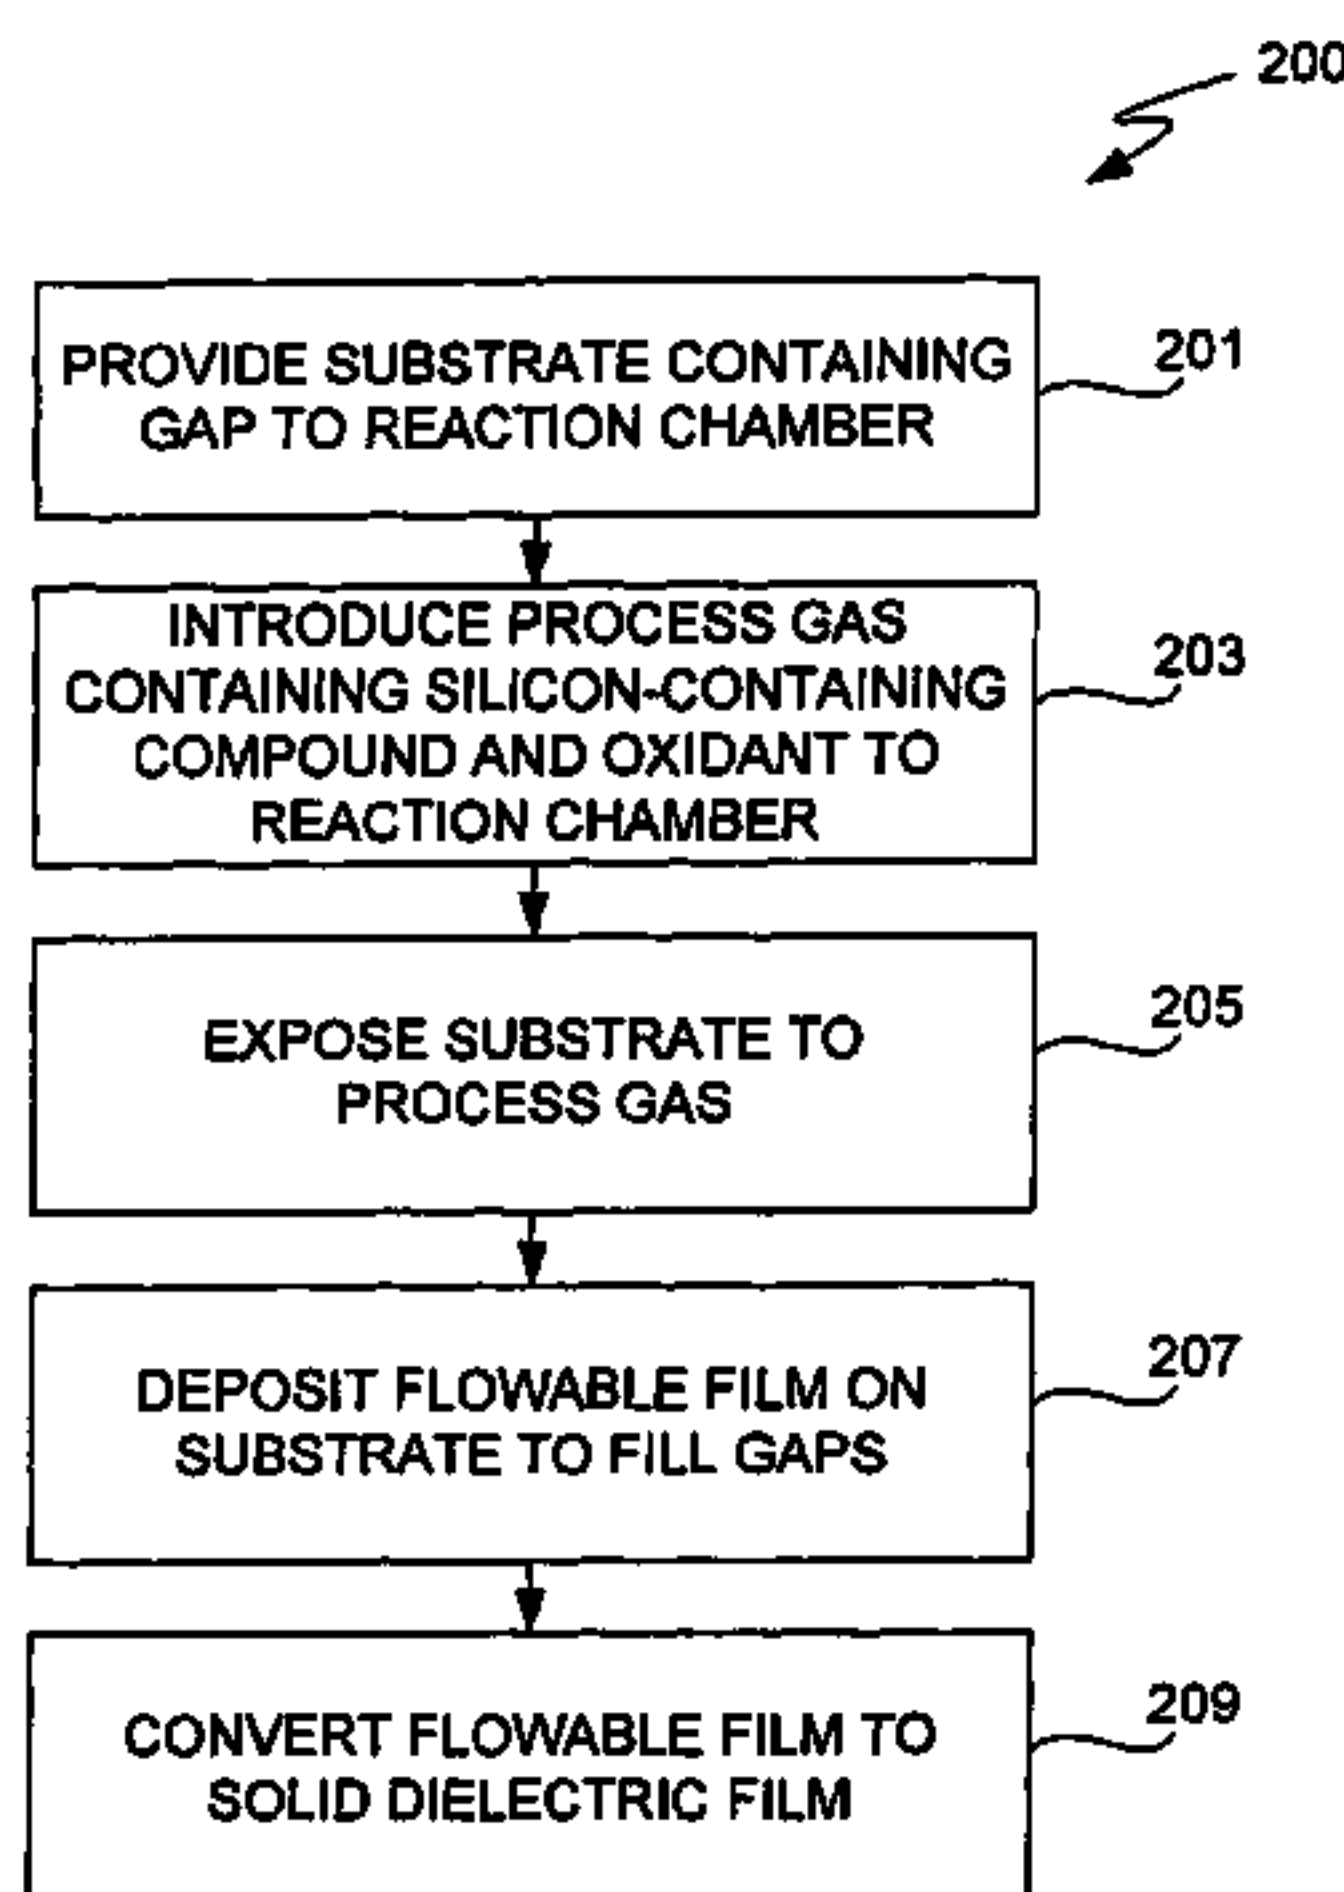 200
PROVIDE SUBSTRATE CONTAINING
GAP TO REACTION CHAMBER
201
INTRODUCE PROCESS GAS
CONTAINING SILICON-CONTAINING
COMPOUND AND OXIDANT TO
REACTION CHAMBER
203
EXPOSE SUBSTRATE TO
PROCESS GAS
205
DEPOSIT FLOWABLE FILM ON
SUBSTRATE TO FILL GAPS
207
CONVERT FLOWABLE FILM TO
SOLID DIELECTRIC FILM
209